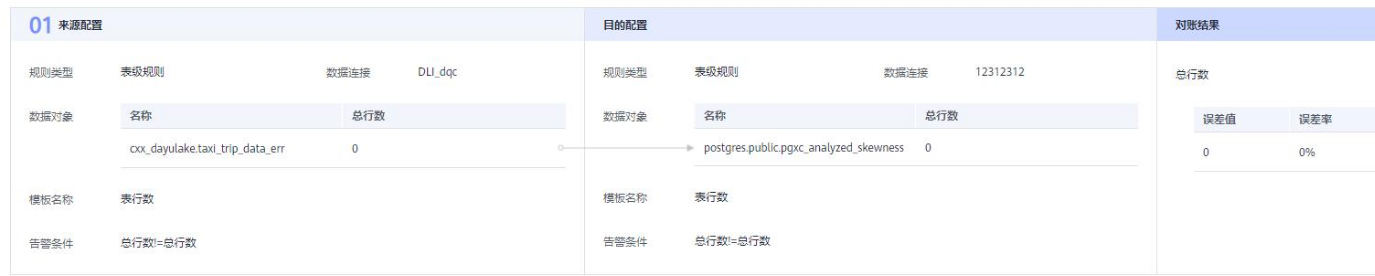 01 来源配置 目的配置 对账结果
规则类型 表级规则 数据连接 DLI_dqc 规则类型 表级规则 数据连接 12312312 总行数
数据对象 名称 总行数 数据对象 名称 总行数 误差值 误差率
cxx_dayulake.taxi_trip_data_err 0 postgres.public.pgxc_analyzed_skewness 0 0 0%
模板名称 表行数 模板名称 表行数
告警条件 总行数!=总行数 告警条件 总行数!=总行数